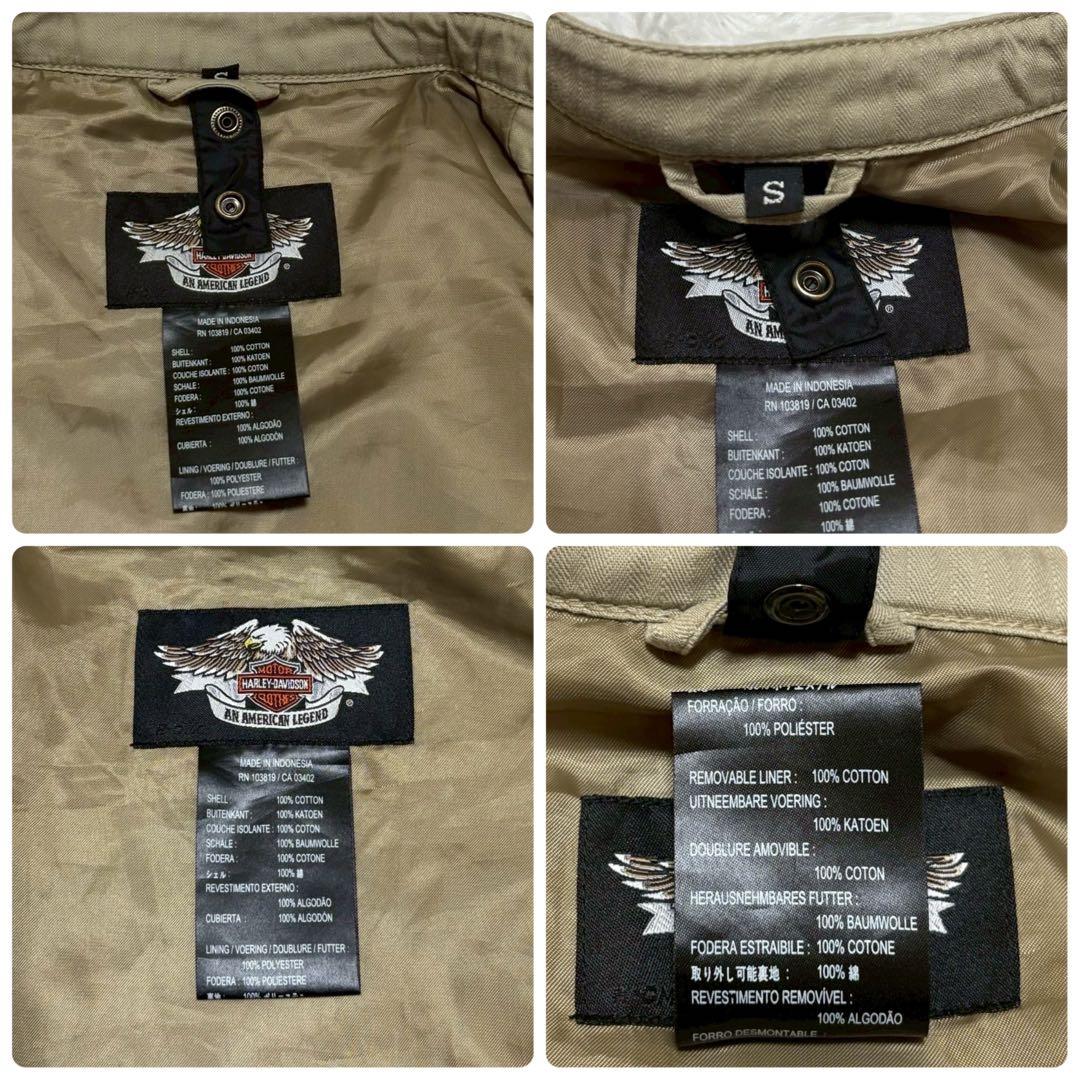 S
HARLEY-DAVIDSON
CLOTHES
AN AMERICAN LEGEND ®
MADE IN INDONESIA
RN 103819 / CA 03402
SHELL : 100% COTTON
BUITENKANT : 100% KATOEN
COUCHE ISOLANTE : 100% COTON
SCHALE : 100% BAUMWOLLE
FODERA : 100% COTONE
シェル : 100% 綿
REVESTIMENTO EXTERNO :
100% ALGODÃO
CUBIERTA : 100% ALGODÓN
LINING / VOERING / DOUBLURE / FUTTER :
100% POLYESTER
FODERA : 100% POLIESTERE
S
AN AM
®
MADE IN INDONESIA
RN 103819 / CA 03402
SHELL : 100% COTTON
BUITENKANT : 100% KATOEN
COUCHE ISOLANTE : 100% COTON
SCHALE : 100% BAUMWOLLE
FODERA : 100% COTONE
100% 綿
MOTOR
HARLEY-DAVIDSON
CLOTHES
AN AMERICAN LEGEND ®
MADE IN INDONESIA
RN 103819 / CA 03402
SHELL : 100% COTTON
BUITENKANT : 100% KATOEN
COUCHE ISOLANTE : 100% COTON
SCHALE : 100% BAUMWOLLE
FODERA : 100% COTONE
シェル : 100% 綿
REVESTIMENTO EXTERNO :
100% ALGODÃO
CUBIERTA : 100% ALGODÓN
LINING / VOERING / DOUBLURE / FUTTER :
100% POLYESTER
FODERA : 100% POLIESTERE
FORRAÇÃO / FORRO :
100% POLIÉSTER
REMOVABLE LINER : 100% COTTON
UITNEEMBARE VOERING :
100% KATOEN
DOUBLURE AMOVIBLE :
100% COTON
HERAUSNEHMBARES FUTTER :
100% BAUMWOLLE
FODERA ESTRAIBILE : 100% COTONE
取り外し可能裏地 : 100% 綿
REVESTIMENTO REMOVÍVEL :
100% ALGODÃO
FORRO DESMONTABLE :